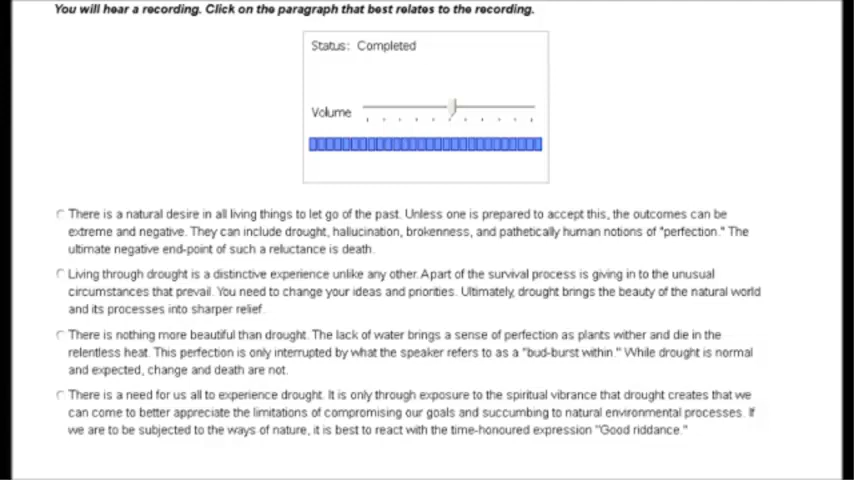 You will hear a recording. Click on the paragraph that best relates to the recording.
Status: Completed
Volume
There is a natural desire in all living things to let go of the past. Unless one is prepared to accept this, the outcomes can be
extreme and negative. They can include drought, hallucination, brokenness, and pathetically human notions of "perfection." The
ultimate negative end-point of such a reluctance is death.
Living through drought is a distinctive experience unlike any other. A part of the survival process is giving in to the unusual
circumstances that prevail. You need to change your ideas and priorities. Ultimately, drought brings the beauty of the natural world
and its processes into sharper relief.
There is nothing more beautiful than drought. The lack of water brings a sense of perfection as plants wither and die in the
relentless heat. This perfection is only interrupted by what the speaker refers to as a "bud-burst within." While drought is normal
and expected, change and death are not.
There is a need for us all to experience drought. It is only through exposure to the spiritual vibrance that drought creates that we
can come to better appreciate the limitations of compromising our goals and succumbing to natural environmental processes. If
we are to be subjected to the ways of nature, it is best to react with the time-honoured expression "Good riddance."